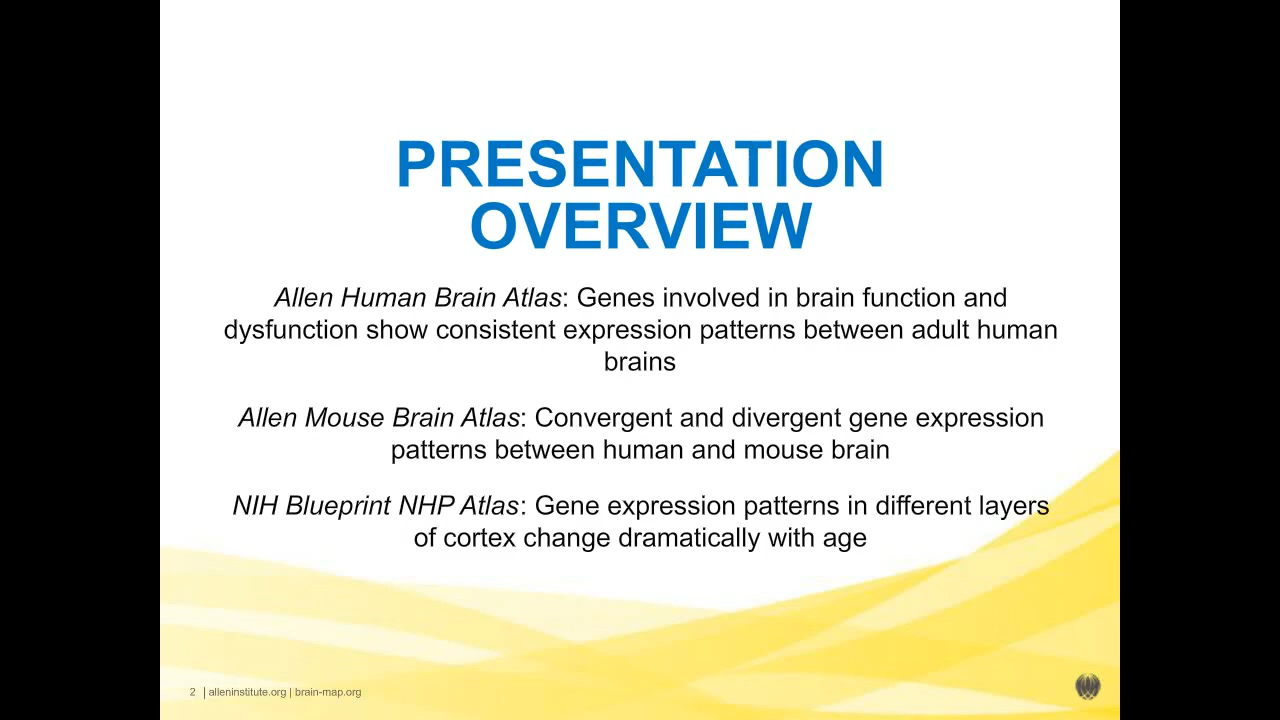 PRESENTATION
OVERVIEW
Allen Human Brain Atlas: Genes involved in brain function and
dysfunction show consistent expression patterns between adult human
brains
Allen Mouse Brain Atlas: Convergent and divergent gene expression
patterns between human and mouse brain
NIH Blueprint NHP Atlas: Gene expression patterns in different layers
of cortex change dramatically with age
2 | alleninstitute.org | brain-map.org